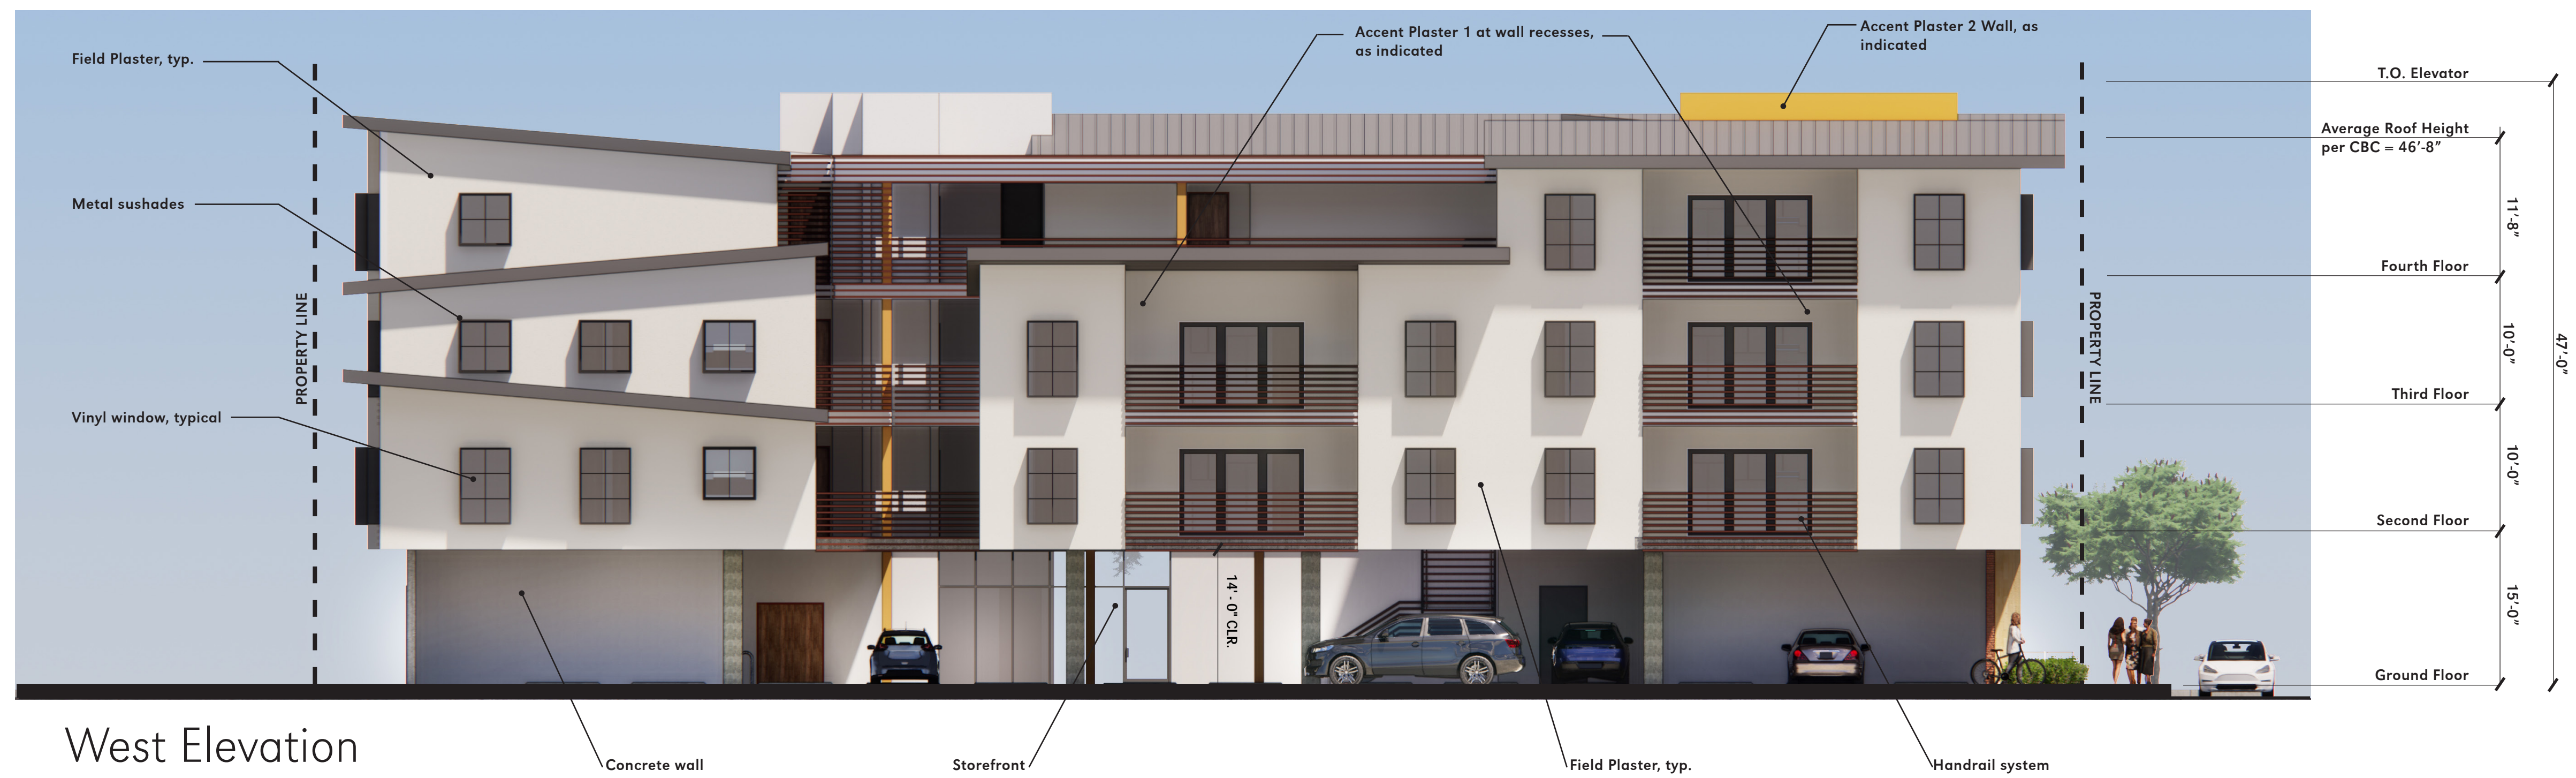 Field Plaster, typ.
Accent Plaster 1 at wall recesses,
as indicated
Accent Plaster 2 Wall, as
indicated
T.O. Elevator
Average Roof Height
per CBC = 46'-8"
Metal sushades
11'-8"
Fourth Floor
PROPERTY LINE
PROPERTY LINE
10'-0"
47'-0"
Third Floor
Vinyl window, typical
10'-0"
Second Floor
14' - 0" CLR.
15'-0"
Ground Floor
West Elevation
Concrete wall
Storefront
Field Plaster, typ.
Handrail system